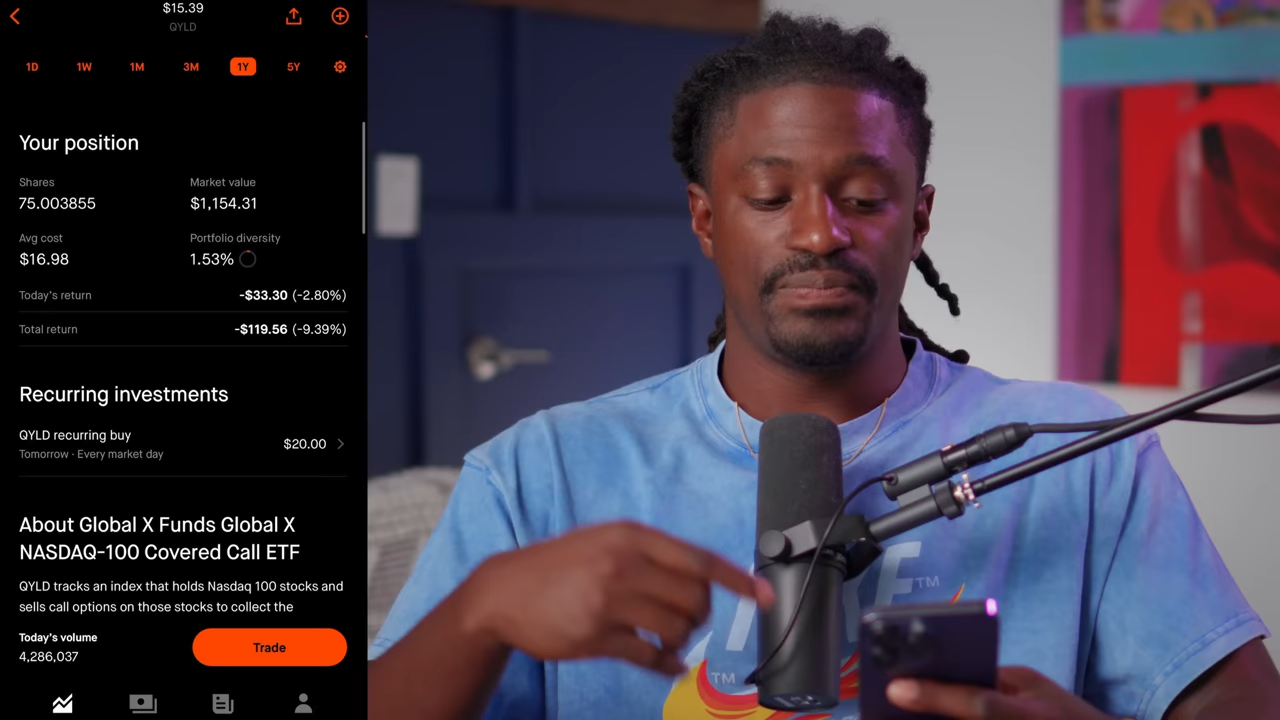 $15.39
QYLD
1D 1W 1M 3M 1Y 5Y
Your position
Shares Market value
75.003855 $1,154.31
Avg cost Portfolio diversity
$16.98 1.53%
Today's return -$33.30 (-2.80%)
Total return -$119.56 (-9.39%)
Recurring investments
QYLD recurring buy
$20.00
Tomorrow · Every market day
About Global X Funds Global X
NASDAQ-100 Covered Call ETF
QYLD tracks an index that holds Nasdaq 100 stocks and
sells call options on those stocks to collect the
Today's volume
4,286,037
Trade
TM
TM